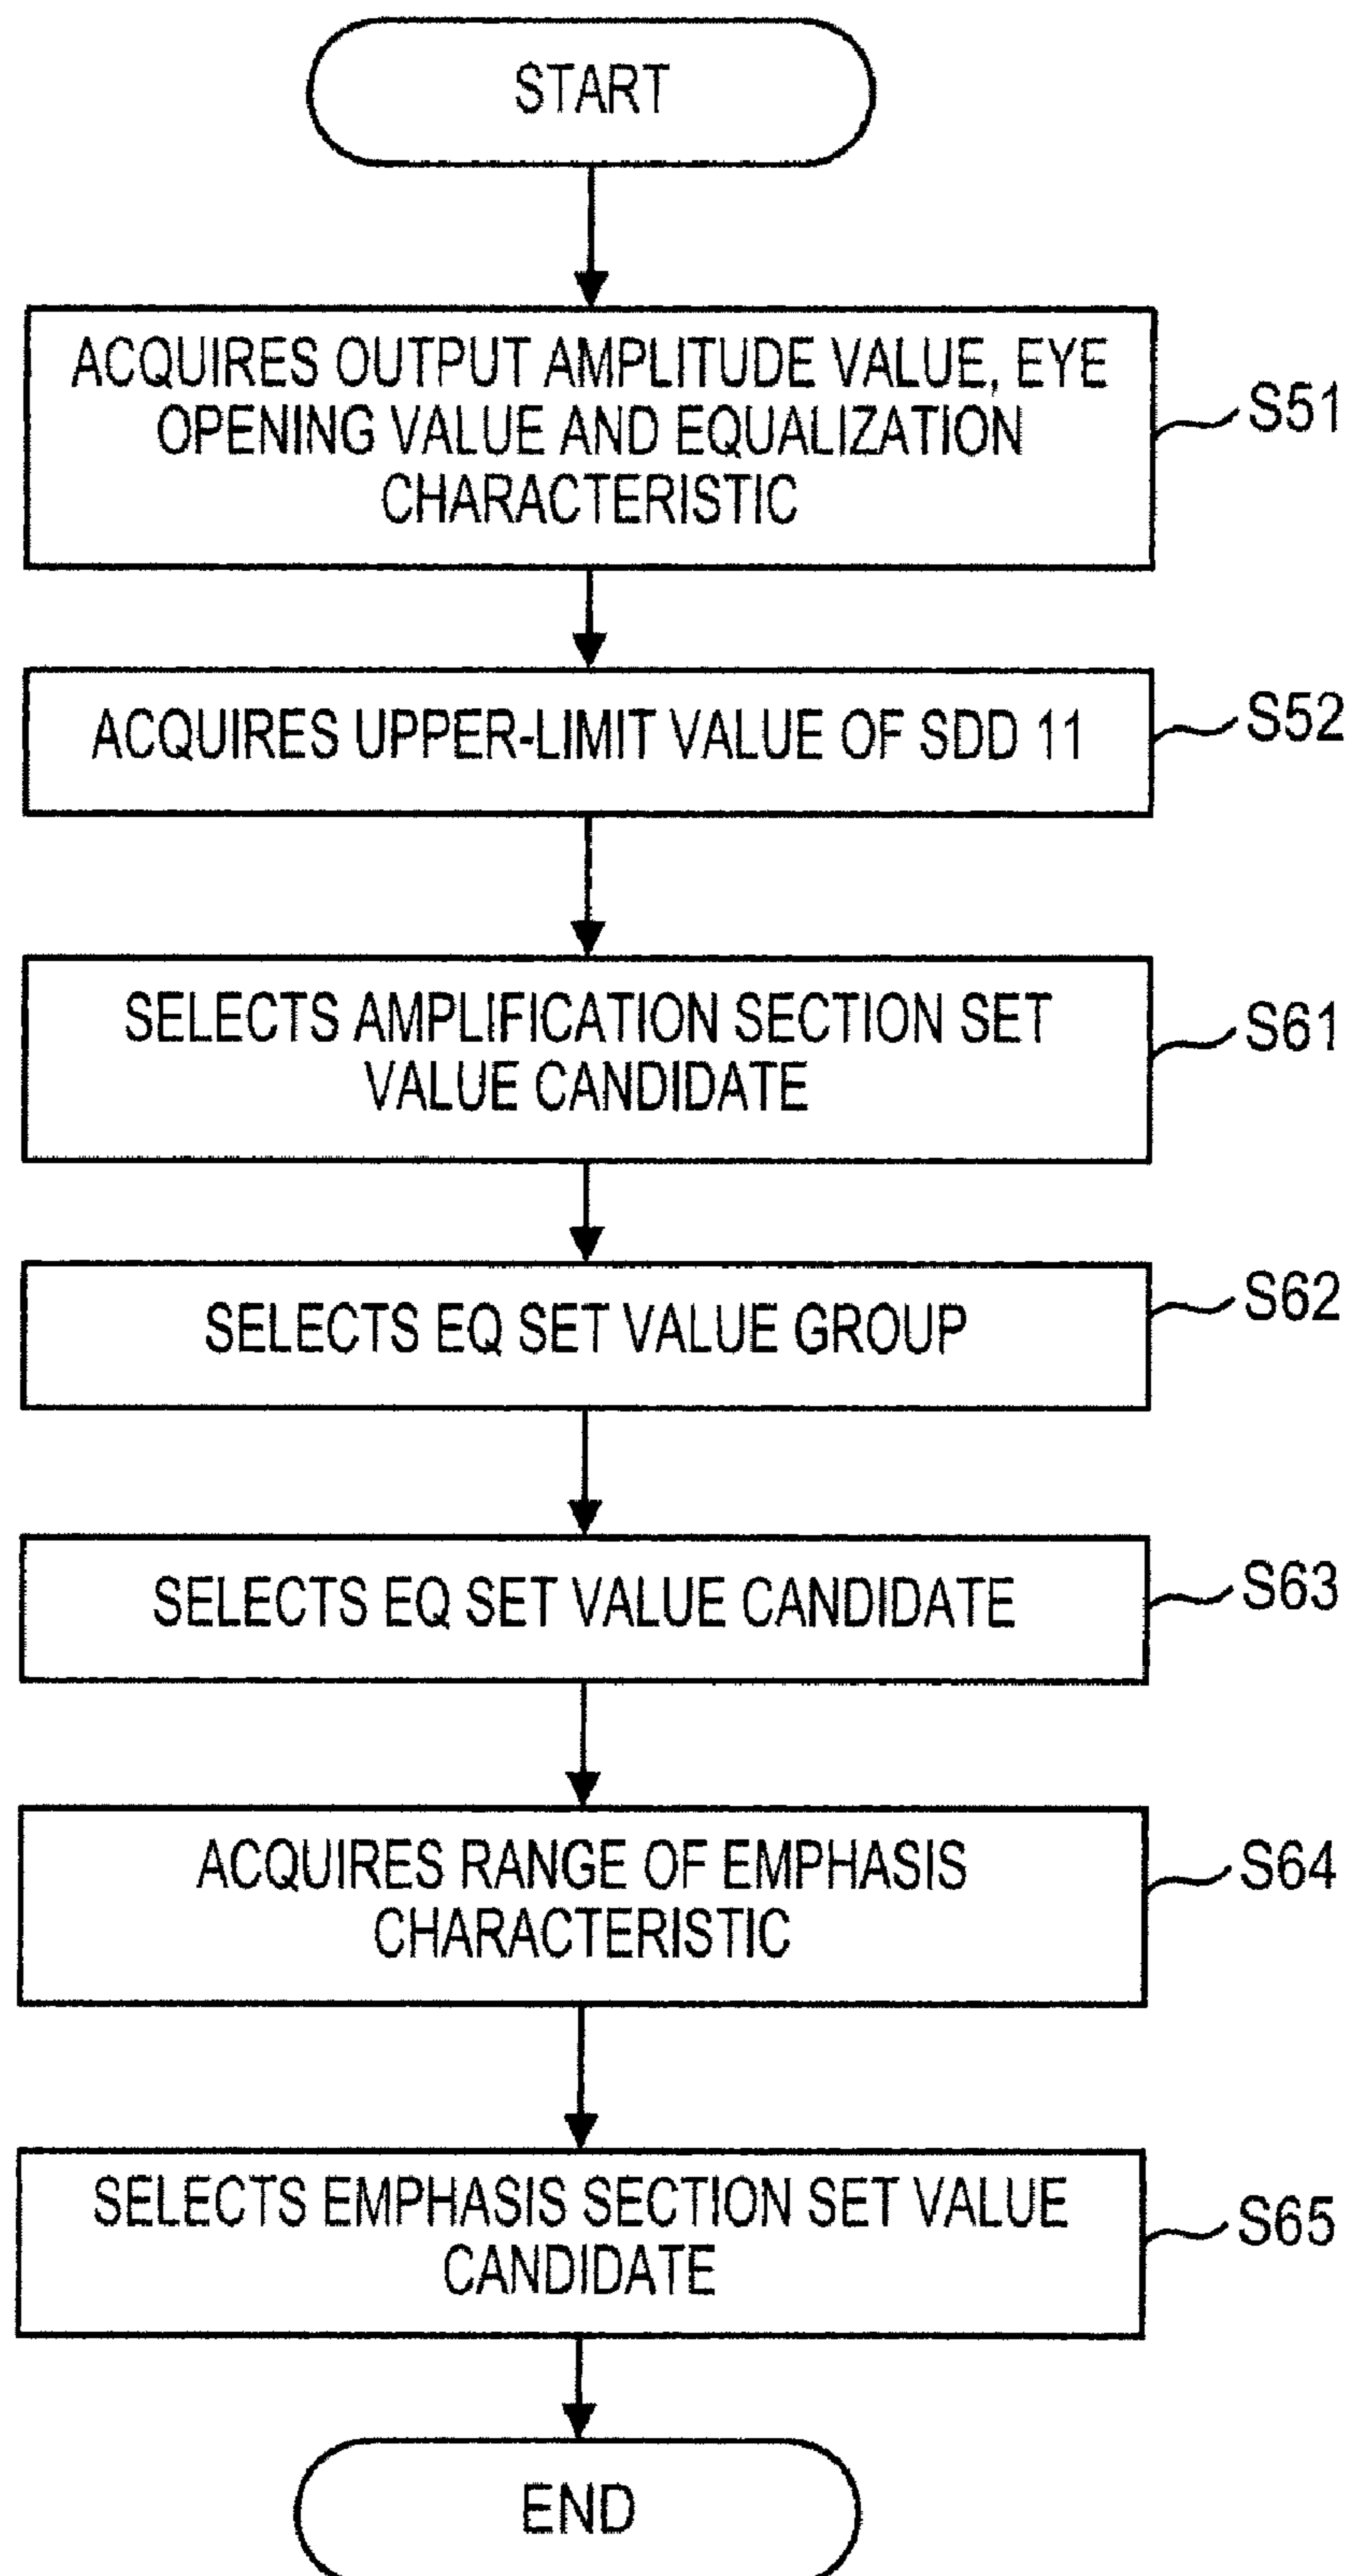 START
ACQUIRES OUTPUT AMPLITUDE VALUE, EYE
OPENING VALUE AND EQUALIZATION
CHARACTERISTIC
S51
ACQUIRES UPPER-LIMIT VALUE OF SDD 11
S52
SELECTS AMPLIFICATION SECTION SET
VALUE CANDIDATE
S61
SELECTS EQ SET VALUE GROUP
S62
SELECTS EQ SET VALUE CANDIDATE
S63
ACQUIRES RANGE OF EMPHASIS
CHARACTERISTIC
S64
SELECTS EMPHASIS SECTION SET VALUE
CANDIDATE
S65
END